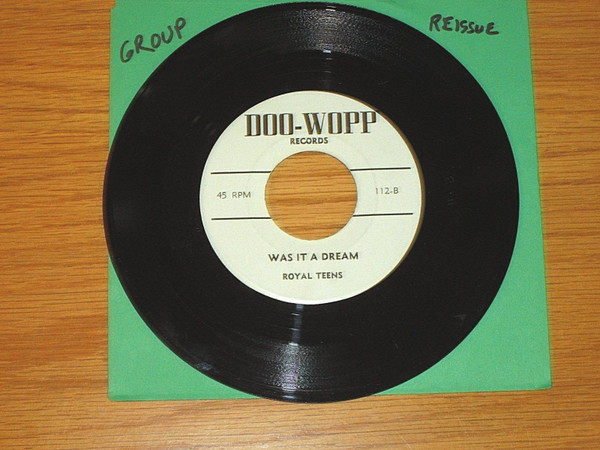 GROUP
REISSUE
DOO-WOPP
RECORDS
45 RPM
112-B
WAS IT A DREAM
ROYAL TEENS